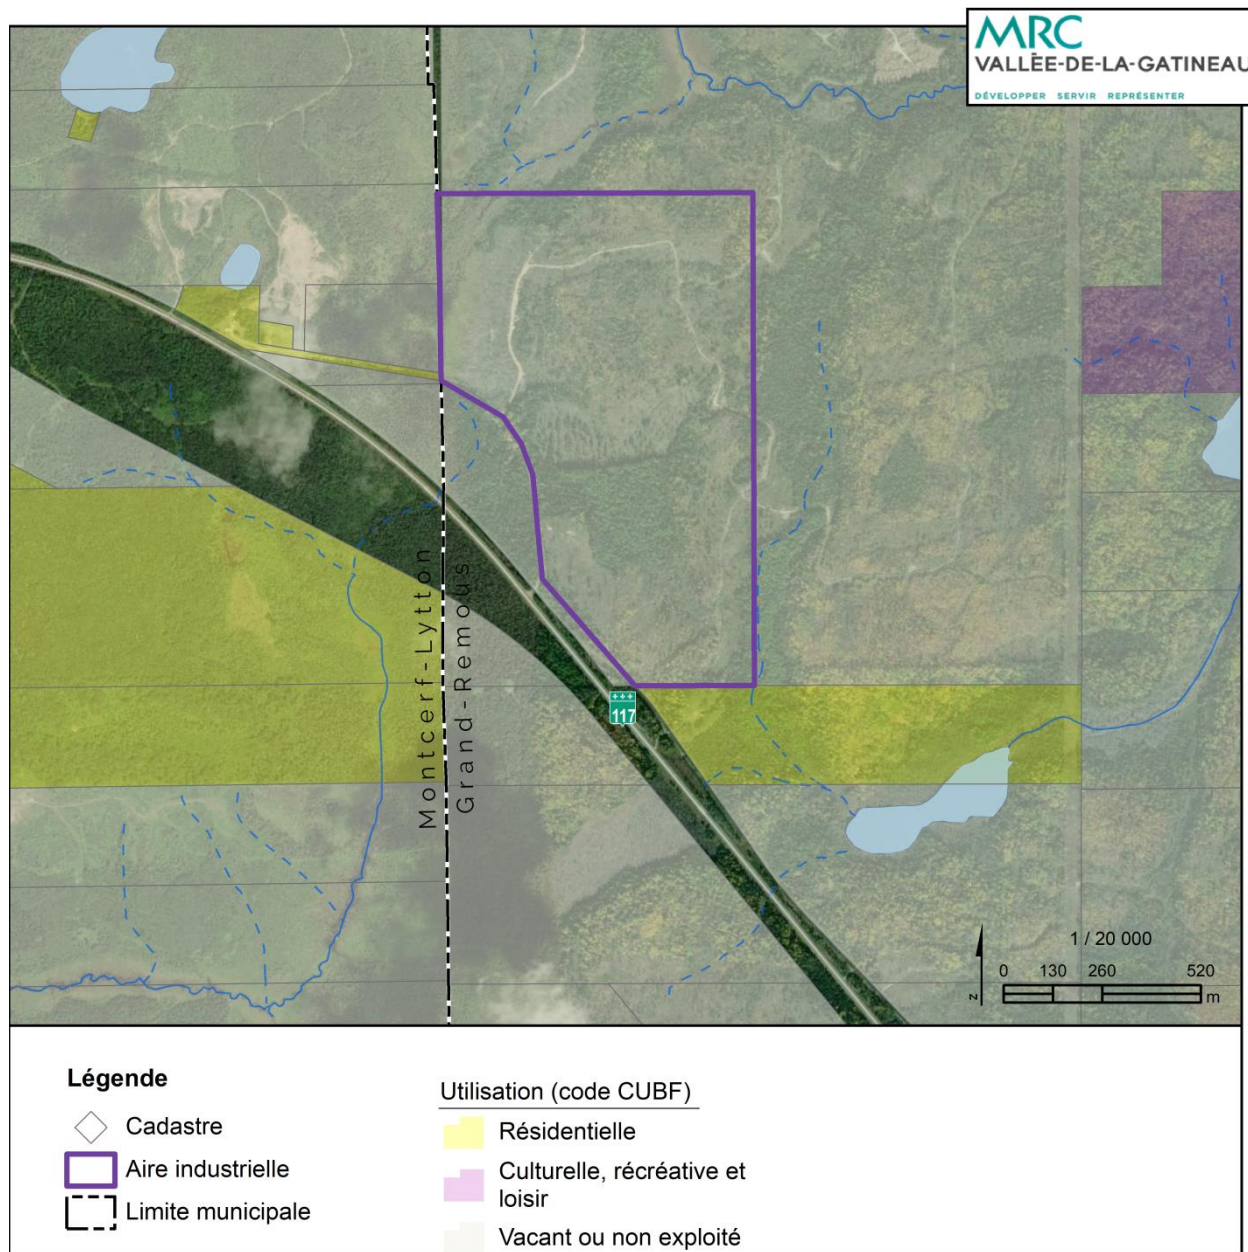 MRC
VALLÉE-DE-LA-GATINEAU
DÉVELOPPER SERVIR REPRÉSENTER
Montcerf-Lytton
Grand-Remous
117
1 / 20 000
0 130 260 520
m
N
Légende
Cadastre
Aire industrielle
Limite municipale
Utilisation (code CUBF)
Résidentielle
Culturelle, récréative et
loisir
Vacant ou non exploité